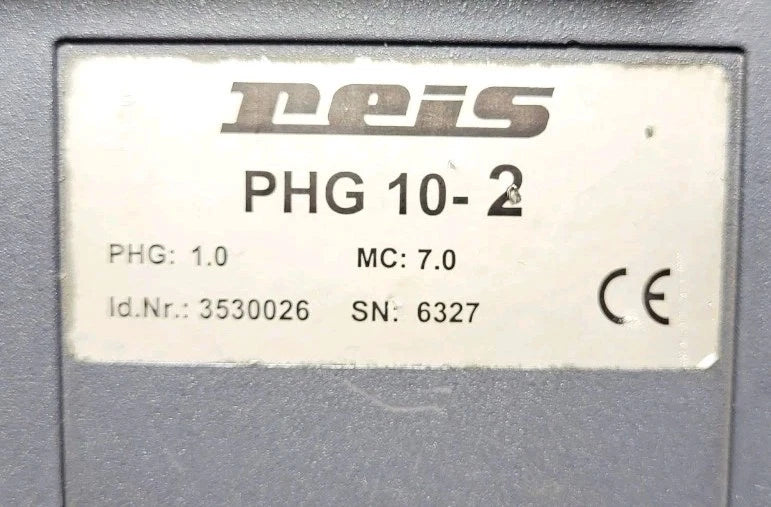 reis
PHG 10-2
PHG: 1.0 MC: 7.0
Id.Nr.: 3530026 SN: 6327
CE